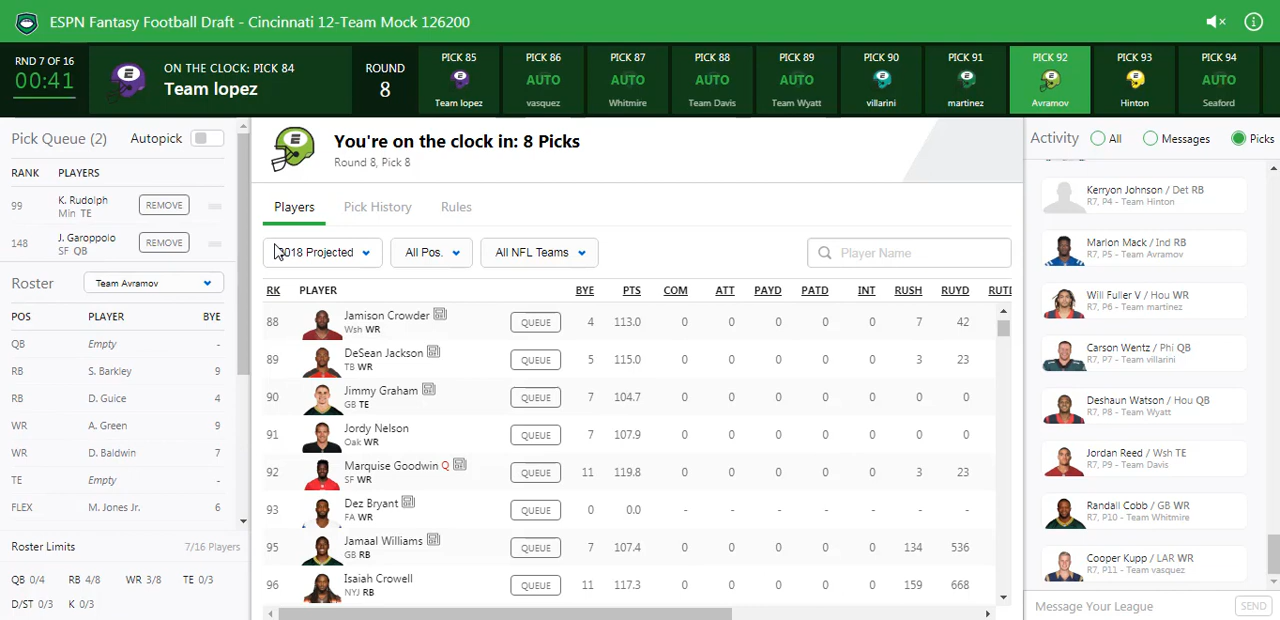 ESPN Fantasy Football Draft - Cincinnati 12-Team Mock 126200
RND 7 OF 16
00:41
ON THE CLOCK: PICK 84
Team lopez
ROUND
8
PICK 85
Team lopez
PICK 86
AUTO
vasquez
PICK 87
AUTO
Whitmire
PICK 88
AUTO
Team Davis
PICK 89
AUTO
Team Wyatt
PICK 90
villarini
PICK 91
martinez
PICK 92
Avramov
PICK 93
Hinton
PICK 94
AUTO
Seaford
Pick Queue (2) Autopick
RANK PLAYERS
99 K. Rudolph REMOVE
Min TE
148 J. Garoppolo REMOVE
SF QB
Roster Team Avramov
POS PLAYER BYE
QB Empty -
RB S. Barkley 9
RB D. Guice 4
WR A. Green 9
WR D. Baldwin 7
TE Empty -
FLEX M. Jones Jr. 6
Roster Limits 7/16 Players
QB 0/4 RB 4/8 WR 3/8 TE 0/3
D/ST 0/3 K 0/3
You're on the clock in: 8 Picks
Round 8, Pick 8
Players Pick History Rules
2018 Projected All Pos. All NFL Teams Player Name
RK PLAYER BYE PTS COM ATT PAYD PATD INT RUSH RUYD RUTD
88 Jamison Crowder QUEUE 4 113.0 0 0 0 0 0 7 42
Wsh WR
89 DeSean Jackson QUEUE 5 115.0 0 0 0 0 0 3 23
TB WR
90 Jimmy Graham QUEUE 7 104.7 0 0 0 0 0 0 0
GB TE
91 Jordy Nelson QUEUE 7 107.9 0 0 0 0 0 0 0
Oak WR
92 Marquise Goodwin Q QUEUE 11 119.8 0 0 0 0 0 3 23
SF WR
93 Dez Bryant QUEUE 0 0.0 - - - - - - -
FA WR
95 Jamaal Williams QUEUE 7 107.4 0 0 0 0 0 134 536
GB RB
96 Isaiah Crowell QUEUE 11 117.3 0 0 0 0 0 159 668
NYJ RB
Activity All Messages Picks
Kerryon Johnson / Det RB
R7, P4 - Team Hinton
Marlon Mack / Ind RB
R7, P5 - Team Avramov
Will Fuller V / Hou WR
R7, P6 - Team martinez
Carson Wentz / Phi QB
R7, P7 - Team villarini
Deshaun Watson / Hou QB
R7, P8 - Team Wyatt
Jordan Reed / Wsh TE
R7, P9 - Team Davis
Randall Cobb / GB WR
R7, P10 - Team Whitmire
Cooper Kupp / LAR WR
R7, P11 - Team vasquez
Message Your League SEND